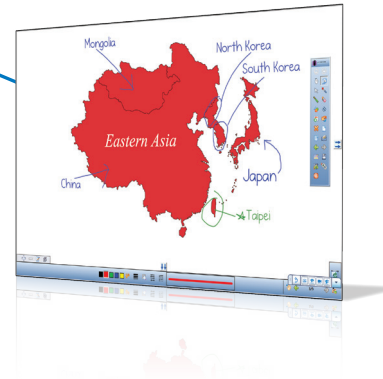 Mongolia
North Korea
South Korea
Eastern Asia
China
Japan
Taipei